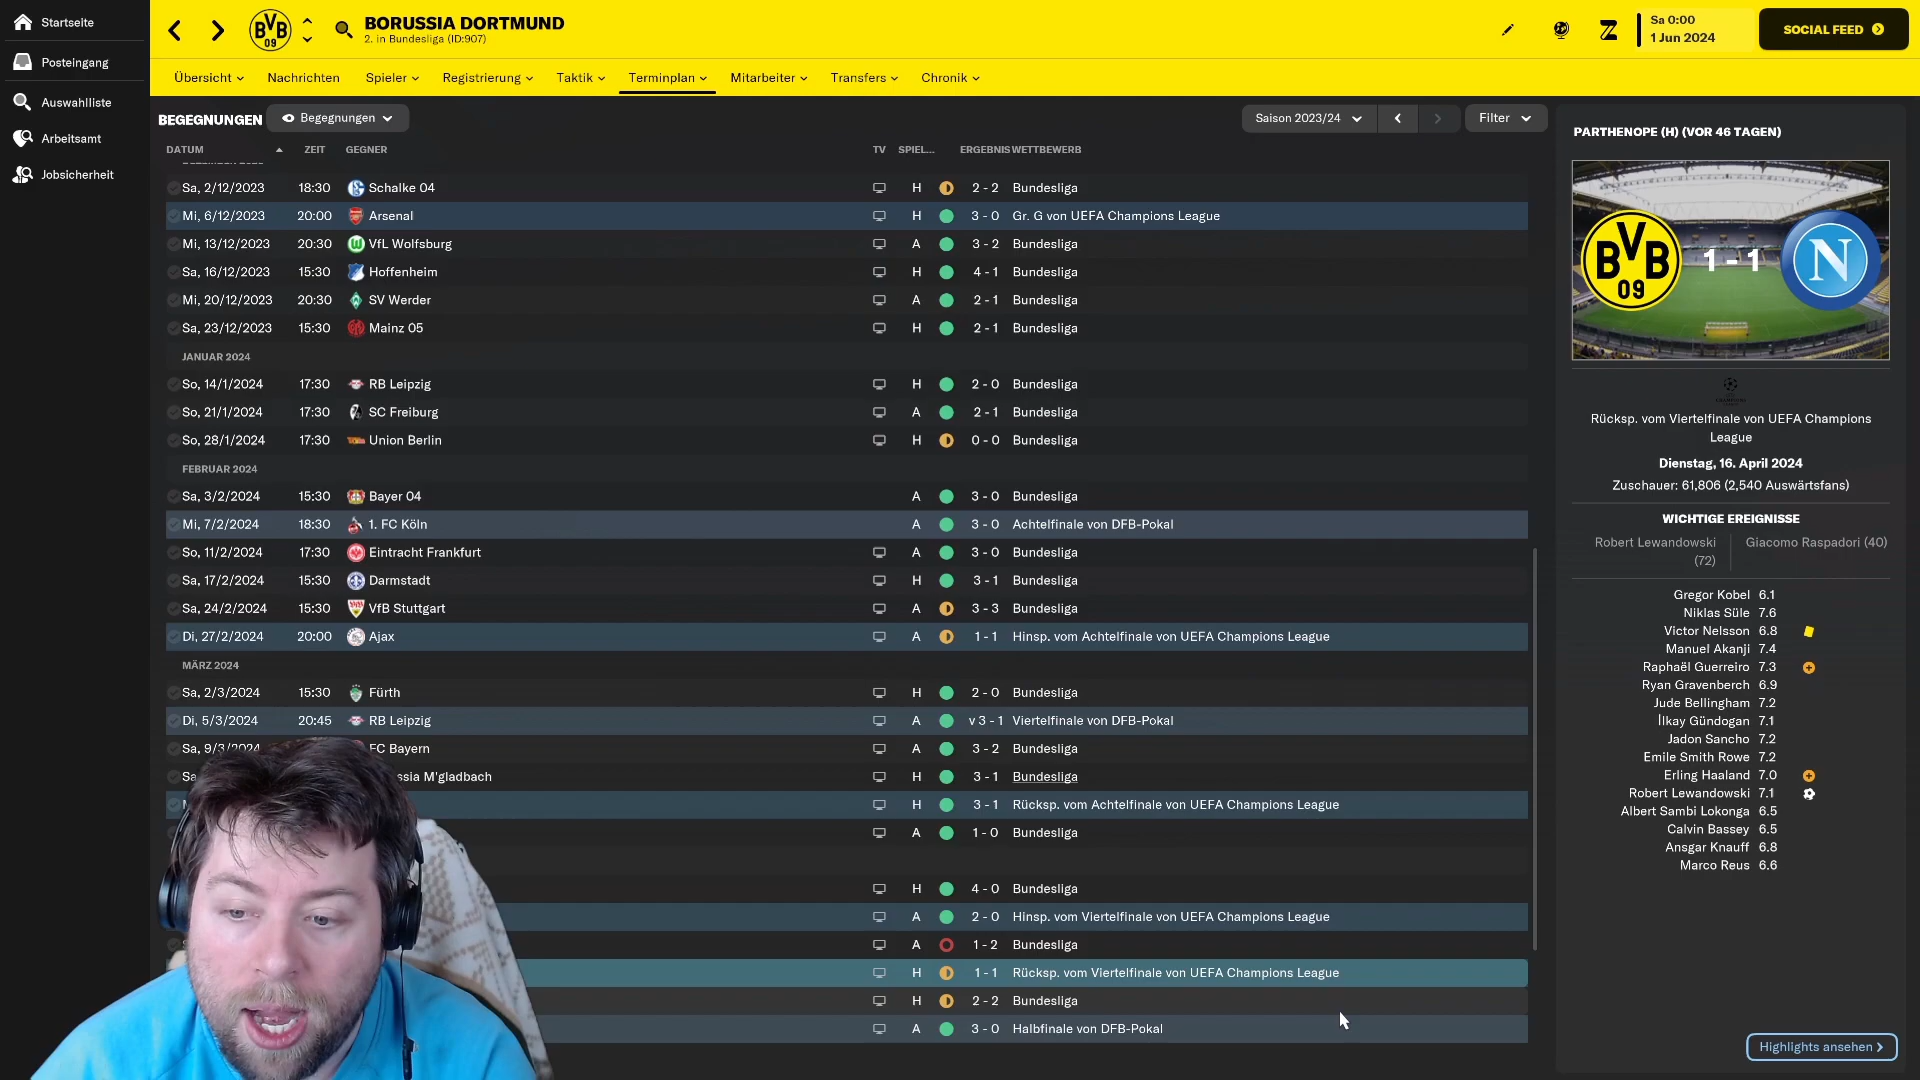 Startseite
Posteingang
Auswahlliste
Arbeitsamt
Jobsicherheit
BVB
09
BORUSSIA DORTMUND
2. in Bundesliga (ID:907)
Sa 0:00
1 Jun 2024
SOCIAL FEED
Übersicht Nachrichten Spieler Registrierung Taktik Terminplan Mitarbeiter Transfers Chronik
BEGEGNUNGEN Begegnungen Saison 2023/24 Filter
DATUM ZEIT GEGNER TV SPIEL... ERGEBNIS WETTBEWERB
Sa, 2/12/2023 18:30 Schalke 04 H 2 - 2 Bundesliga
Mi, 6/12/2023 20:00 Arsenal H 3 - 0 Gr. G von UEFA Champions League
Mi, 13/12/2023 20:30 VfL Wolfsburg A 3 - 2 Bundesliga
Sa, 16/12/2023 15:30 Hoffenheim H 4 - 1 Bundesliga
Mi, 20/12/2023 20:30 SV Werder A 2 - 1 Bundesliga
Sa, 23/12/2023 15:30 Mainz 05 H 2 - 1 Bundesliga
JANUAR 2024
So, 14/1/2024 17:30 RB Leipzig H 2 - 0 Bundesliga
So, 21/1/2024 17:30 SC Freiburg A 2 - 1 Bundesliga
So, 28/1/2024 17:30 Union Berlin H 0 - 0 Bundesliga
FEBRUAR 2024
Sa, 3/2/2024 15:30 Bayer 04 A 3 - 0 Bundesliga
Mi, 7/2/2024 18:30 1. FC Köln A 3 - 0 Achtelfinale von DFB-Pokal
So, 11/2/2024 17:30 Eintracht Frankfurt A 3 - 0 Bundesliga
Sa, 17/2/2024 15:30 Darmstadt H 3 - 1 Bundesliga
Sa, 24/2/2024 15:30 VfB Stuttgart A 3 - 3 Bundesliga
Di, 27/2/2024 20:00 Ajax A 1 - 1 Hinsp. vom Achtelfinale von UEFA Champions League
MÄRZ 2024
Sa, 2/3/2024 15:30 Fürth H 2 - 0 Bundesliga
Di, 5/3/2024 20:45 RB Leipzig A v 3 - 1 Viertelfinale von DFB-Pokal
Sa, 9/3/2024 FC Bayern A 3 - 2 Bundesliga
Sa ssia M'gladbach H 3 - 1 Bundesliga
H 3 - 1 Rücksp. vom Achtelfinale von UEFA Champions League
A 1 - 0 Bundesliga
H 4 - 0 Bundesliga
A 2 - 0 Hinsp. vom Viertelfinale von UEFA Champions League
A 1 - 2 Bundesliga
H 1 - 1 Rücksp. vom Viertelfinale von UEFA Champions League
H 2 - 2 Bundesliga
A 3 - 0 Halbfinale von DFB-Pokal
PARTHENOPE (H) (VOR 46 TAGEN)
BVB 09 1 - 1 N
Rücksp. vom Viertelfinale von UEFA Champions
League
Dienstag, 16. April 2024
Zuschauer: 61,806 (2,540 Auswärtsfans)
WICHTIGE EREIGNISSE
Robert Lewandowski Giacomo Raspadori (40)
(72)
Gregor Kobel 6.1
Niklas Süle 7.6
Victor Nelsson 6.8
Manuel Akanji 7.4
Raphaël Guerreiro 7.3
Ryan Gravenberch 6.9
Jude Bellingham 7.2
İlkay Gündogan 7.1
Jadon Sancho 7.2
Emile Smith Rowe 7.2
Erling Haaland 7.0
Robert Lewandowski 7.1
Albert Sambi Lokonga 6.5
Calvin Bassey 6.5
Ansgar Knauff 6.8
Marco Reus 6.6
Highlights ansehen